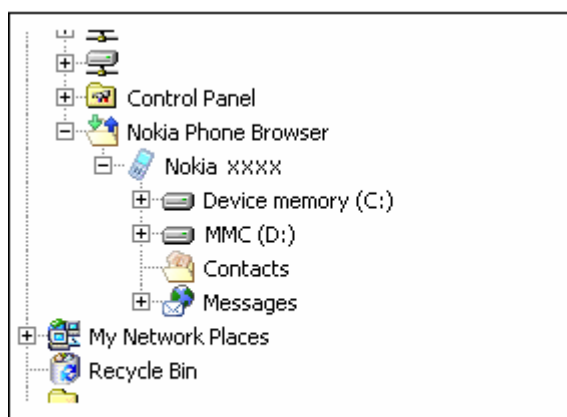 Control Panel
Nokia Phone Browser
Nokia xxxx
Device memory (C:)
MMC (D:)
Contacts
Messages
My Network Places
Recycle Bin